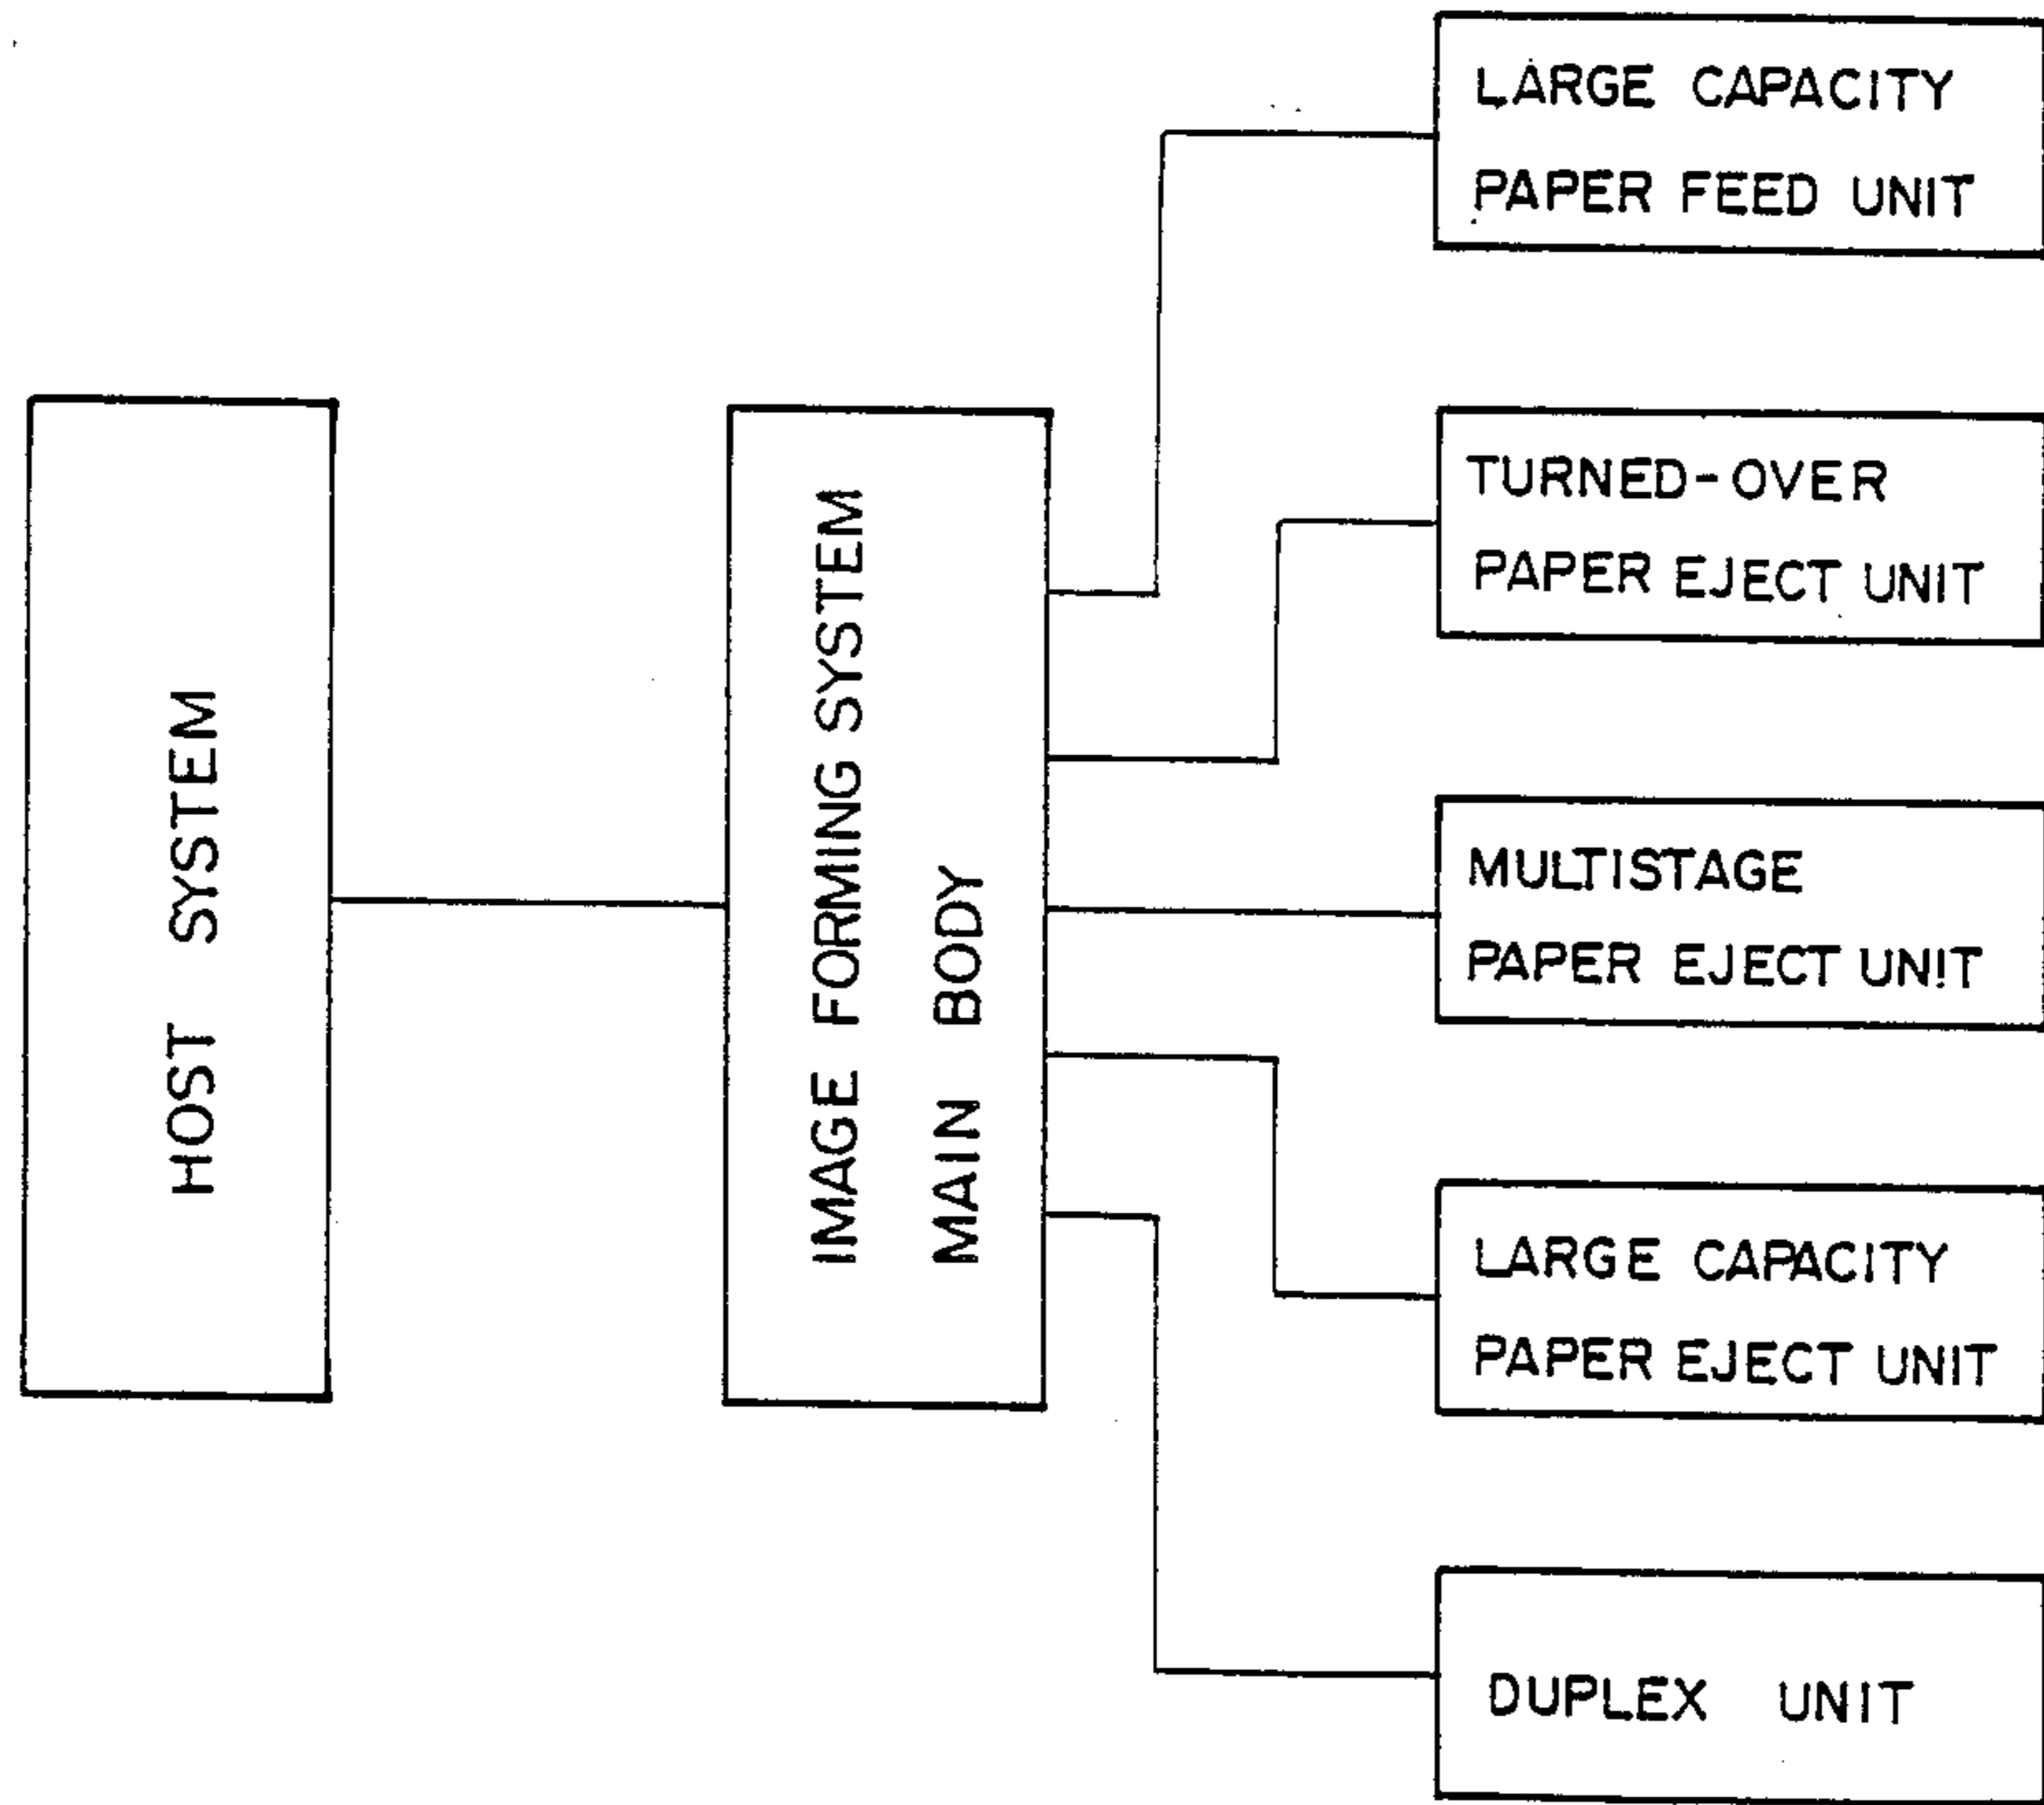 HOST SYSTEM
IMAGE FORMING SYSTEM
MAIN BODY
LARGE CAPACITY
PAPER FEED UNIT
TURNED-OVER
PAPER EJECT UNIT
MULTISTAGE
PAPER EJECT UNIT
LARGE CAPACITY
PAPER EJECT UNIT
DUPLEX UNIT